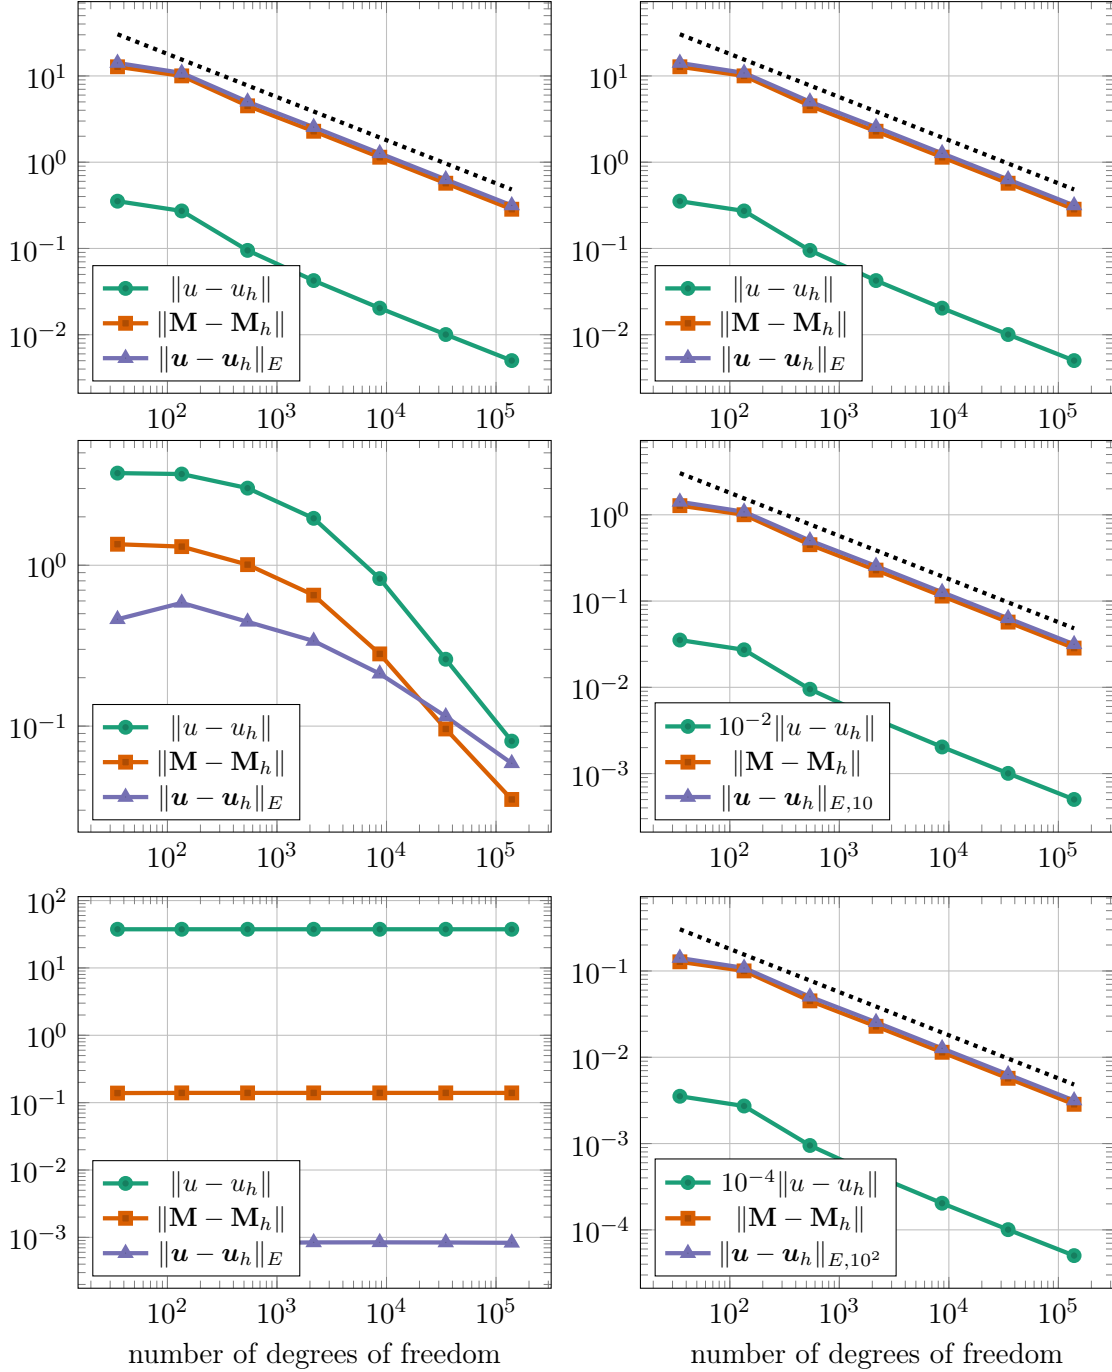 10^1
10^0
10^−1
10^−2
‖u − u_h‖
‖M − M_h‖
‖u − u_h‖_E
10^2 10^3 10^4 10^5
10^1
10^0
10^−1
10^−2
‖u − u_h‖
‖M − M_h‖
‖u − u_h‖_E
10^2 10^3 10^4 10^5
10^0
10^−1
‖u − u_h‖
‖M − M_h‖
‖u − u_h‖_E
10^2 10^3 10^4 10^5
10^0
10^−1
10^−2
10^−3
10^−2‖u − u_h‖
‖M − M_h‖
‖u − u_h‖_{E,10}
10^2 10^3 10^4 10^5
10^2
10^1
10^0
10^−1
10^−2
10^−3
‖u − u_h‖
‖M − M_h‖
‖u − u_h‖_E
10^2 10^3 10^4 10^5
number of degrees of freedom
10^−1
10^−2
10^−3
10^−4
10^−4‖u − u_h‖
‖M − M_h‖
‖u − u_h‖_{E,10^2}
10^2 10^3 10^4 10^5
number of degrees of freedom